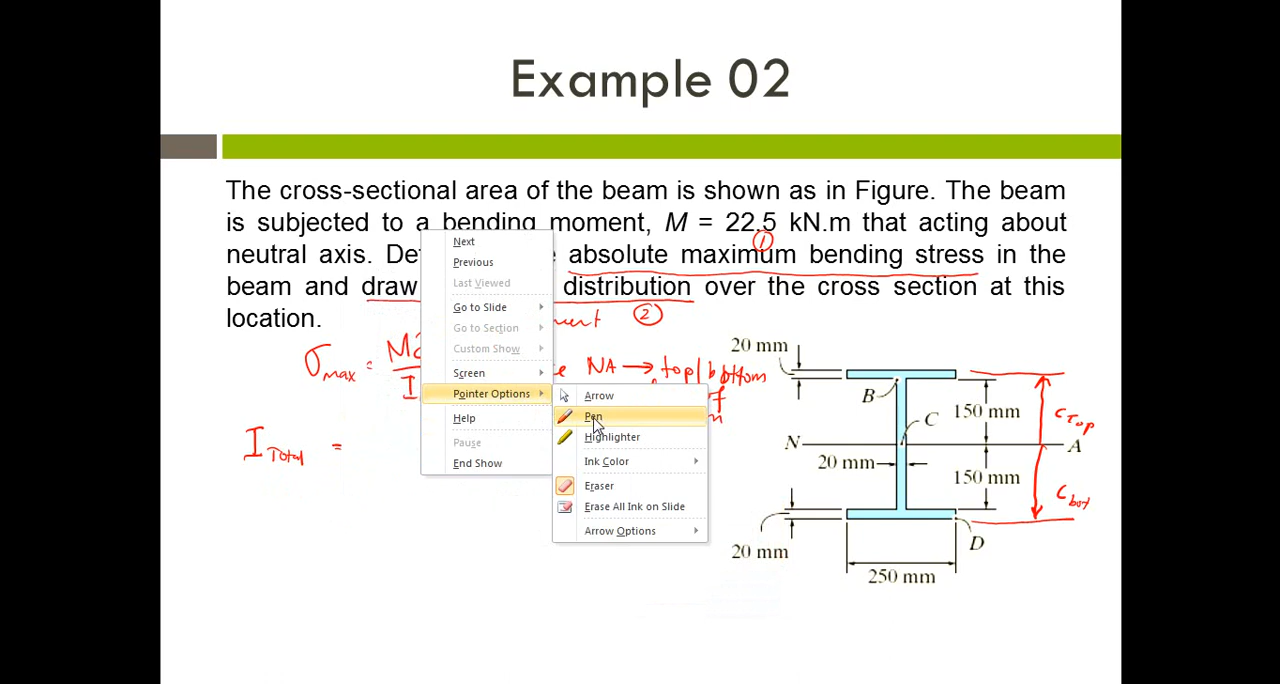 Example 02
The cross-sectional area of the beam is shown as in Figure. The beam
is subjected to a bending moment, M = 22.5 kN.m that acting about
neutral axis. absolute maximum bending stress in the
beam and draw distribution over the cross section at this
location.
①
②
σmax =
I
NA → top/bottom
I Total =
Next
Previous
Last Viewed
Go to Slide
Go to Section
Custom Show
Screen
Pointer Options
Help
Pause
End Show
Arrow
Pen
Highlighter
Ink Color
Eraser
Erase All Ink on Slide
Arrow Options
20 mm
B
150 mm
C
C Top
N
A
20 mm
150 mm
C bot
20 mm
D
250 mm